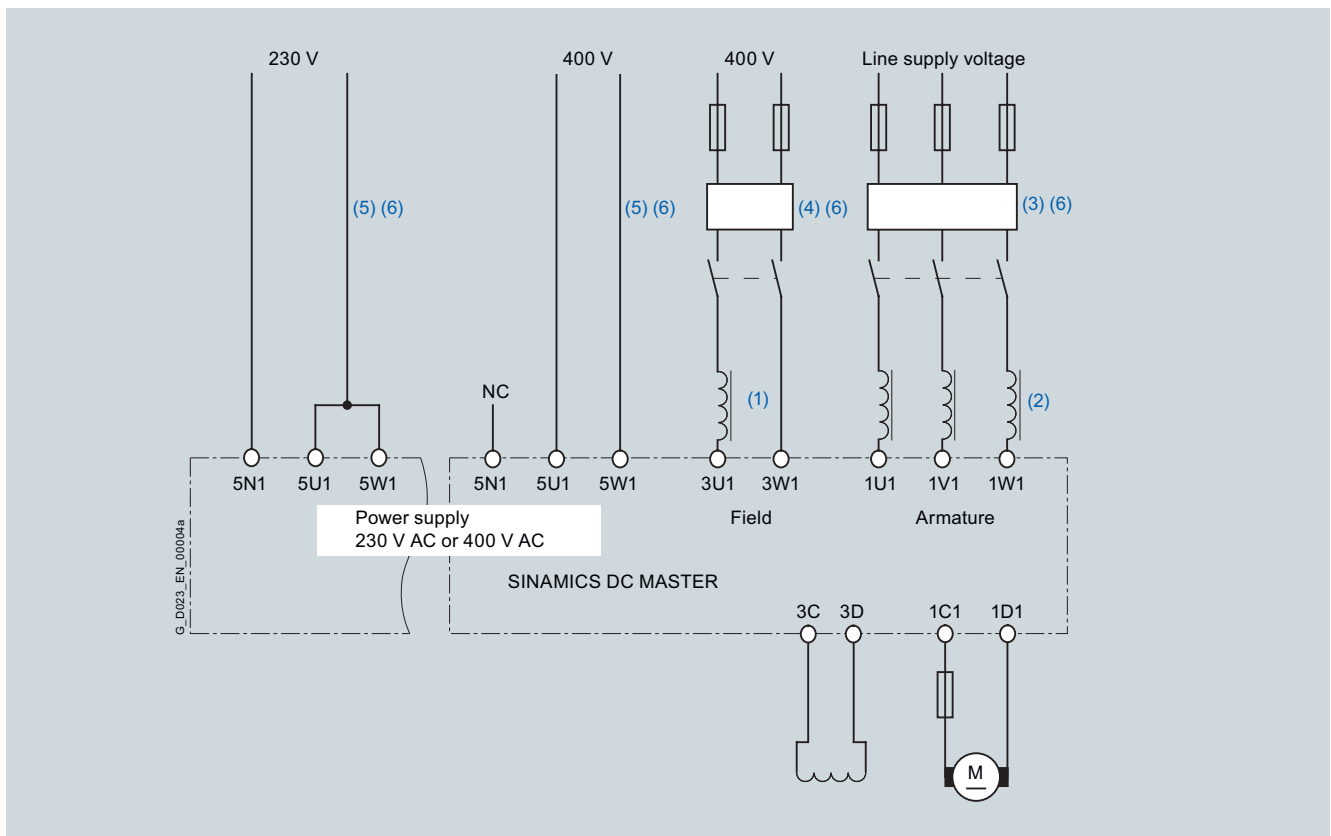 230 V
400 V
400 V
Line supply voltage
(5) (6)
(5) (6)
(4) (6)
(3) (6)
NC
(1)
(2)
5N1
5U1
5W1
5N1
5U1
5W1
3U1
3W1
1U1
1V1
1W1
Power supply
230 V AC or 400 V AC
Field
Armature
SINAMICS DC MASTER
G_D023_EN_00004a
3C
3D
1C1
1D1
M